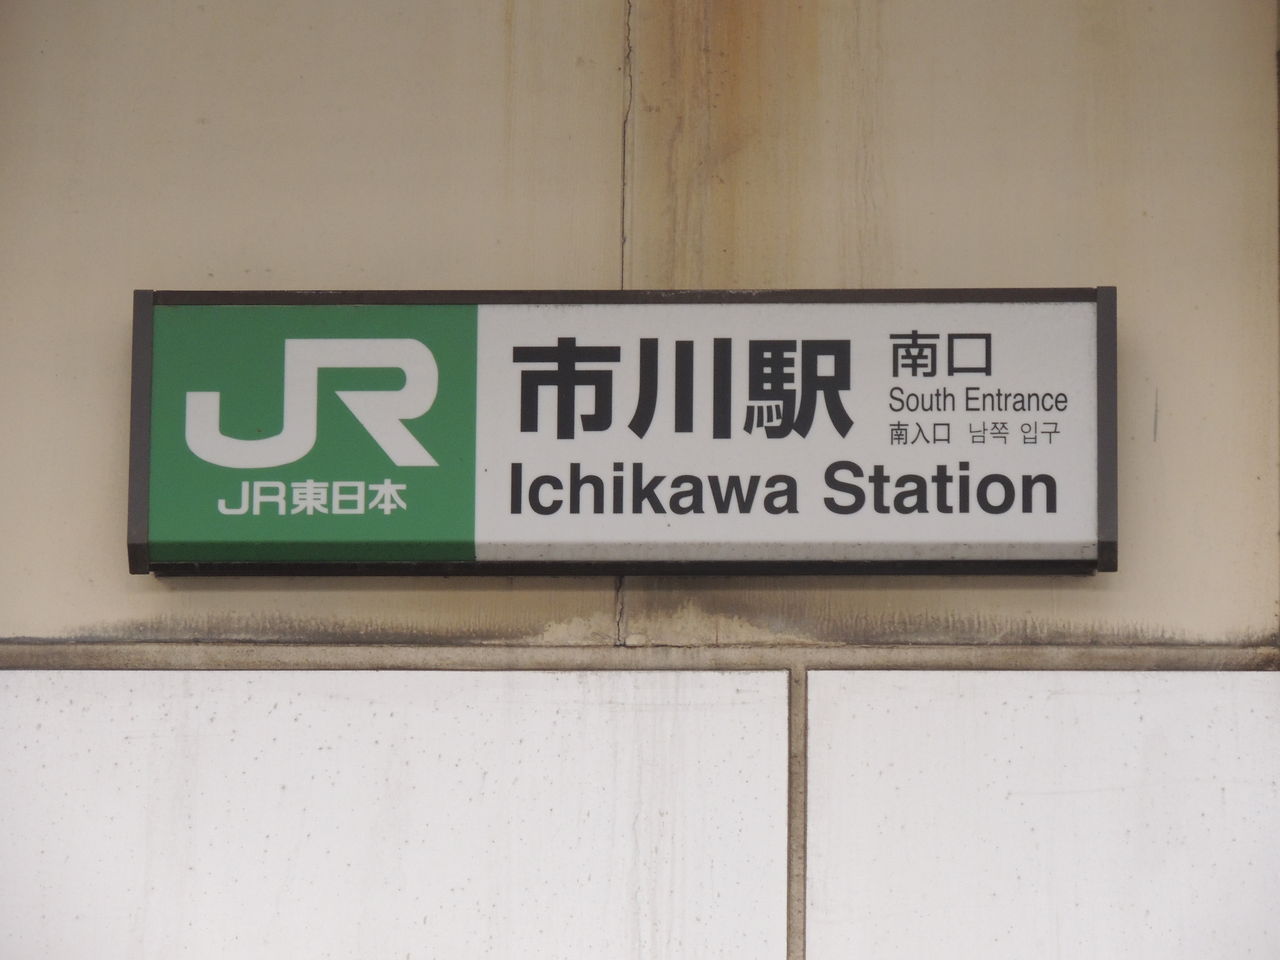 JR
JR東日本
市川駅
南口
South Entrance
南入口 남쪽 입구
Ichikawa Station